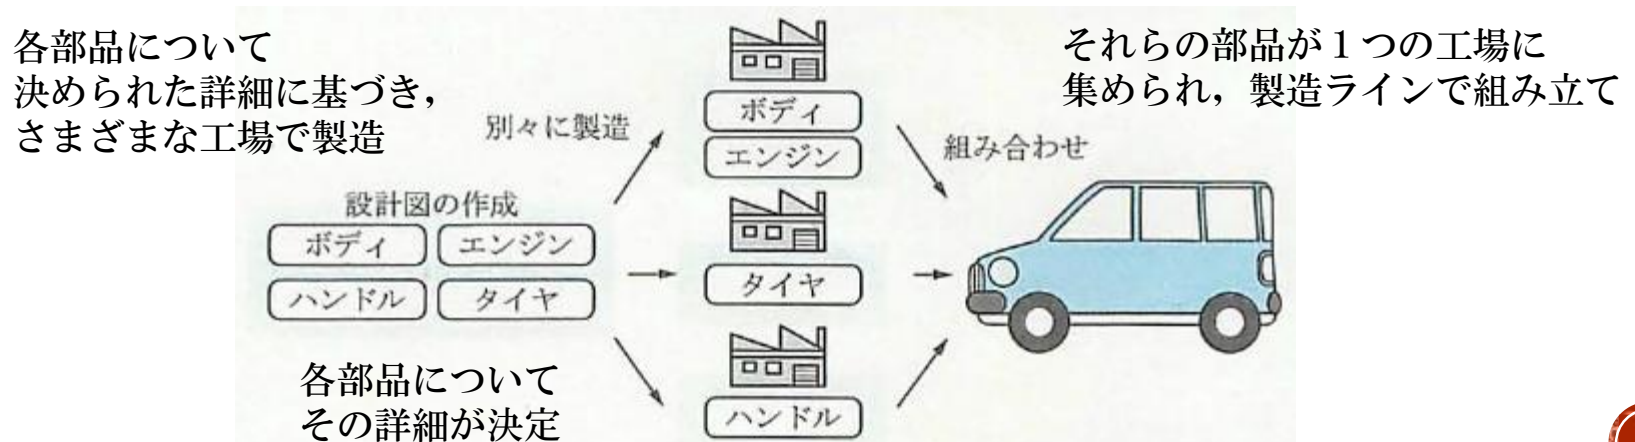 各部品について
決められた詳細に基づき，
さまざまな工場で製造
それらの部品が１つの工場に
集められ，製造ラインで組み立て
別々に製造
ボディ
エンジン
組み合わせ
設計図の作成
ボディ
エンジン
ハンドル
タイヤ
タイヤ
各部品について
その詳細が決定
ハンドル